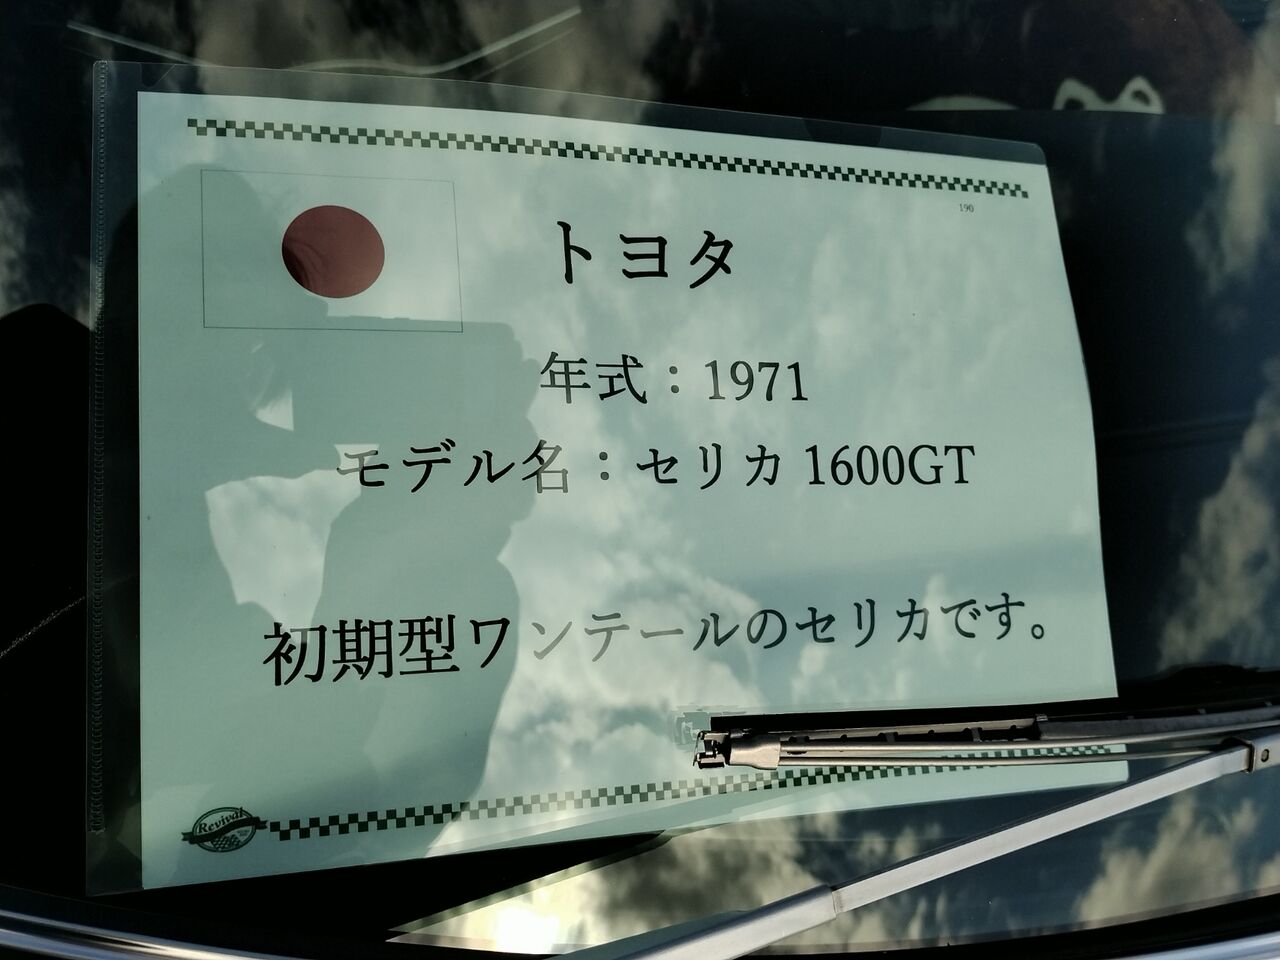 190
トヨタ
年式：1971
モデル名：セリカ 1600GT
初期型ワンテールのセリカです。
Revival